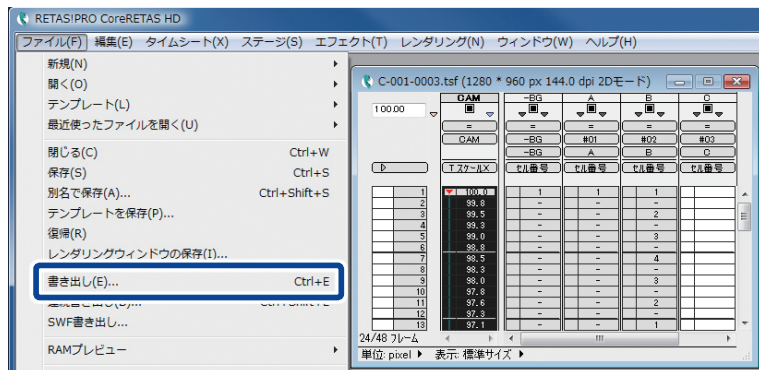 RETAS!PRO CoreRETAS HD
ファイル(F) 編集(E) タイムシート(X) ステージ(S) エフェクト(T) レンダリング(N) ウィンドウ(W) ヘルプ(H)
新規(N)
開く(O)
テンプレート(L)
最近使ったファイルを開く(U)
閉じる(C) Ctrl+W
保存(S) Ctrl+S
別名で保存(A)... Ctrl+Shift+S
テンプレートを保存(P)...
復帰(R)
レンダリングウィンドウの保存(I)...
書き出し(E)... Ctrl+E
SWF書き出し...
RAMプレビュー
C-001-0003.tsf (1280 * 960 px 144.0 dpi 2Dモード)
CAM -BG A B C
100.00
= = = = =
CAM -BG #01 #02 #03
-BG A B C
T スケールX セル番号 セル番号 セル番号 セル番号
1 100.0 1 1 1
2 99.8 - - -
3 99.5 - - 2
4 99.3 - - -
5 99.0 - - 3
6 98.8 - - -
7 98.5 - - 4
8 98.3 - - -
9 98.0 - - 3
10 97.8 - - -
11 97.6 - - 2
12 97.3 - - -
13 97.1 - - 1
24/48 フレーム
単位: pixel 表示: 標準サイズ